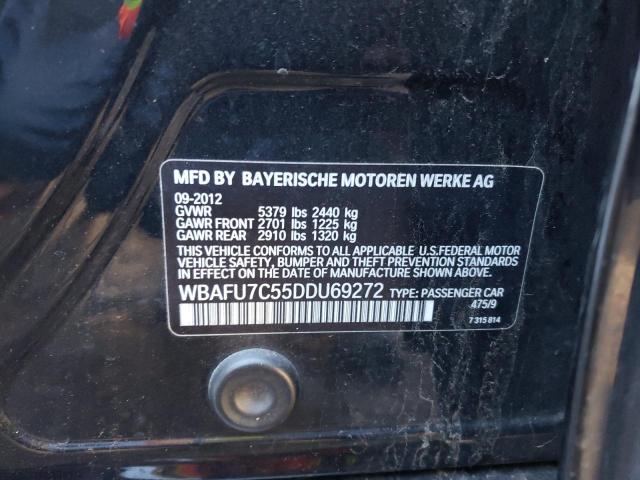 MFD BY BAYERISCHE MOTOREN WERKE AG
09-2012
GVWR 5379 lbs 2440 kg
GAWR FRONT 2701 lbs 1225 kg
GAWR REAR 2910 lbs 1320 kg
THIS VEHICLE CONFORMS TO ALL APPLICABLE U.S.FEDERAL MOTOR
VEHICLE SAFETY, BUMPER AND THEFT PREVENTION STANDARDS
IN EFFECT ON THE DATE OF MANUFACTURE SHOWN ABOVE.
WBAFU7C55DDU69272 TYPE: PASSENGER CAR
475/9
7 315 814